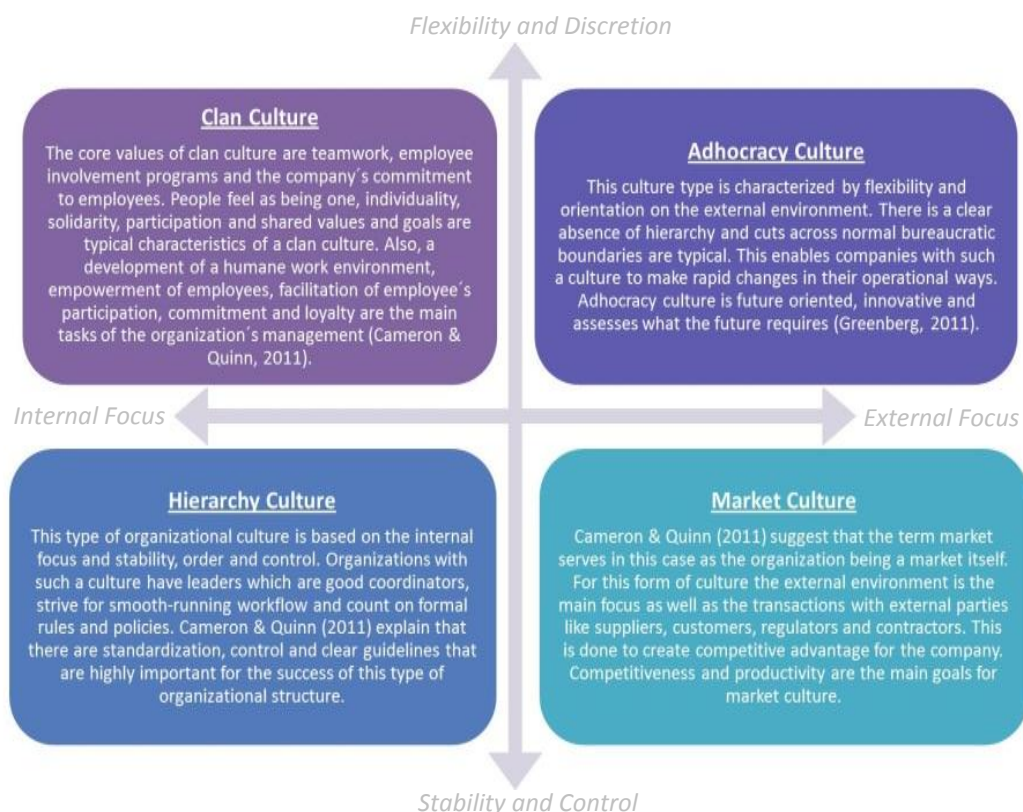 Flexibility and Discretion
Clan Culture
The core values of clan culture are teamwork, employee
involvement programs and the company´s commitment
to employees. People feel as being one, individuality,
solidarity, participation and shared values and goals are
typical characteristics of a clan culture. Also, a
development of a humane work environment,
empowerment of employees, facilitation of employee´s
participation, commitment and loyalty are the main
tasks of the organization´s management (Cameron &
Quinn, 2011).
Adhocracy Culture
This culture type is characterized by flexibility and
orientation on the external environment. There is a clear
absence of hierarchy and cuts across normal bureaucratic
boundaries are typical. This enables companies with such
a culture to make rapid changes in their operational ways.
Adhocracy culture is future oriented, innovative and
assesses what the future requires (Greenberg, 2011).
Internal Focus
External Focus
Hierarchy Culture
This type of organizational culture is based on the internal
focus and stability, order and control. Organizations with
such a culture have leaders which are good coordinators,
strive for smooth-running workflow and count on formal
rules and policies. Cameron & Quinn (2011) explain that
there are standardization, control and clear guidelines that
are highly important for the success of this type of
organizational structure.
Market Culture
Cameron & Quinn (2011) suggest that the term market
serves in this case as the organization being a market itself.
For this form of culture the external environment is the
main focus as well as the transactions with external parties
like suppliers, customers, regulators and contractors. This
is done to create competitive advantage for the company.
Competitiveness and productivity are the main goals for
market culture.
Stability and Control